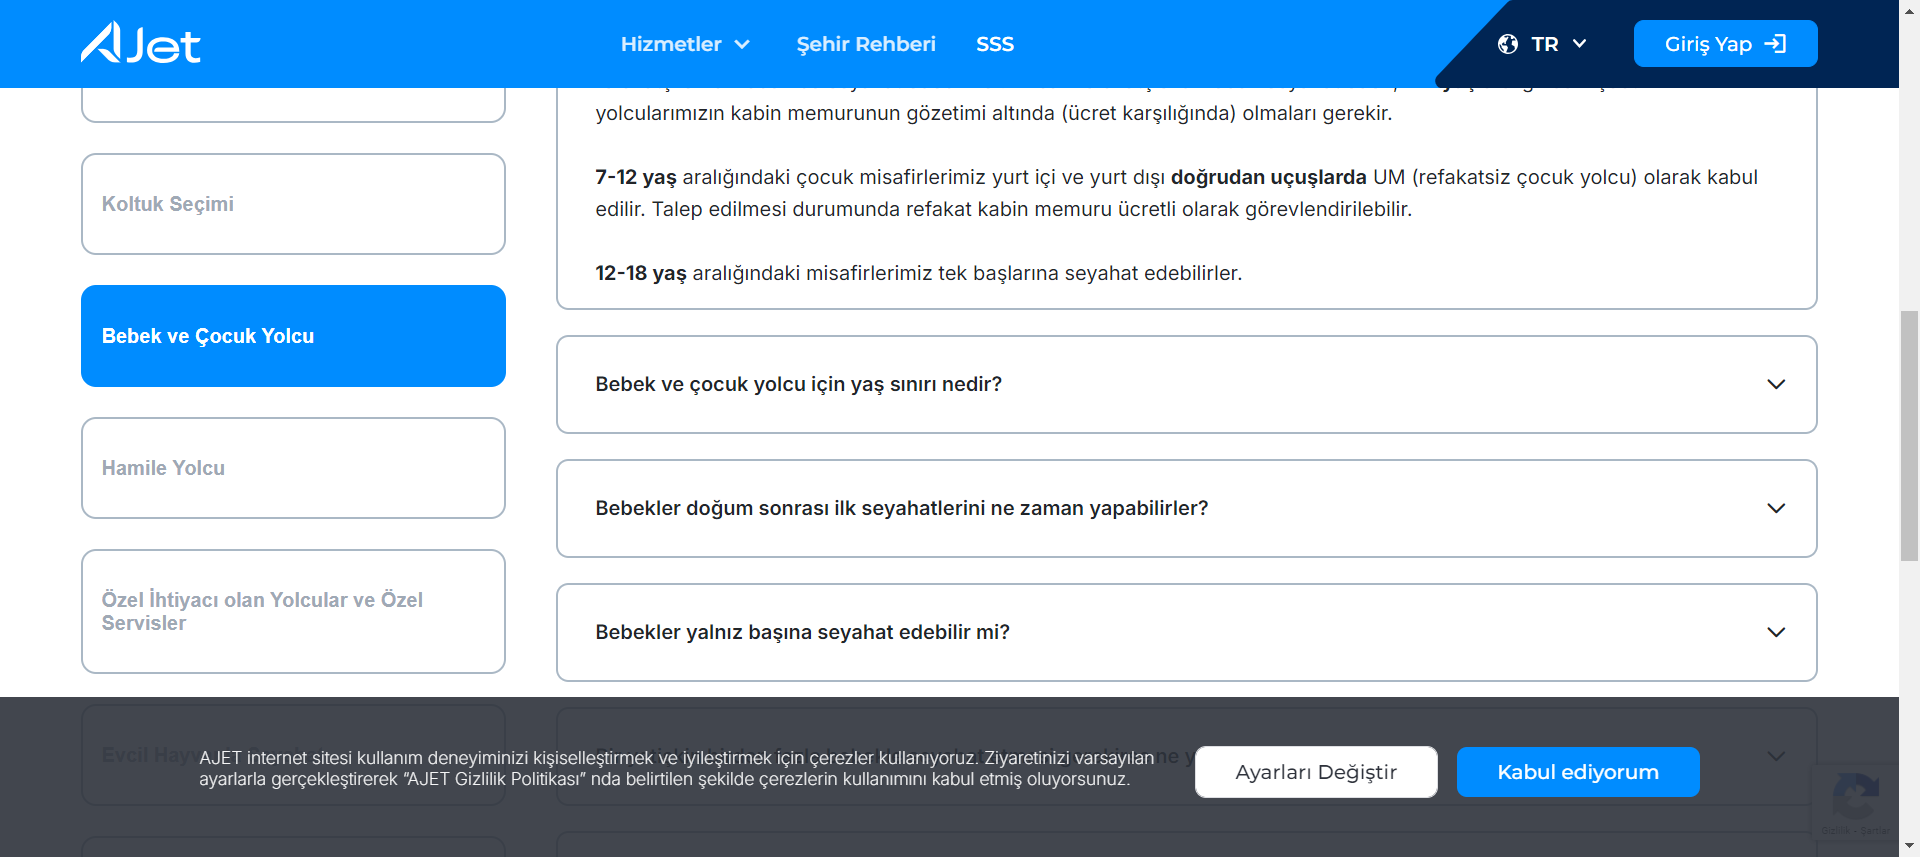 AJet
Hizmetler
Şehir Rehberi
SSS
TR
Giriş Yap
Koltuk Seçimi
Bebek ve Çocuk Yolcu
Hamile Yolcu
Özel İhtiyacı olan Yolcular ve Özel
Servisler
yolcularımızın kabin memurunun gözetimi altında (ücret karşılığında) olmaları gerekir.
7-12 yaş aralığındaki çocuk misafirlerimiz yurt içi ve yurt dışı doğrudan uçuşlarda UM (refakatsiz çocuk yolcu) olarak kabul
edilir. Talep edilmesi durumunda refakat kabin memuru ücretli olarak görevlendirilebilir.
12-18 yaş aralığındaki misafirlerimiz tek başlarına seyahat edebilirler.
Bebek ve çocuk yolcu için yaş sınırı nedir?
Bebekler doğum sonrası ilk seyahatlerini ne zaman yapabilirler?
Bebekler yalnız başına seyahat edebilir mi?
Evcil
AJET internet sitesi kullanım deneyiminizi kişiselleştirmek ve iyileştirmek için çerezler kullanıyoruz. Ziyaretinizi varsayılan
ayarlarla gerçekleştirerek “AJET Gizlilik Politikası” nda belirtilen şekilde çerezlerin kullanımını kabul etmiş oluyorsunuz.
Ayarları Değiştir
Kabul ediyorum
Gizlilik - Şartlar